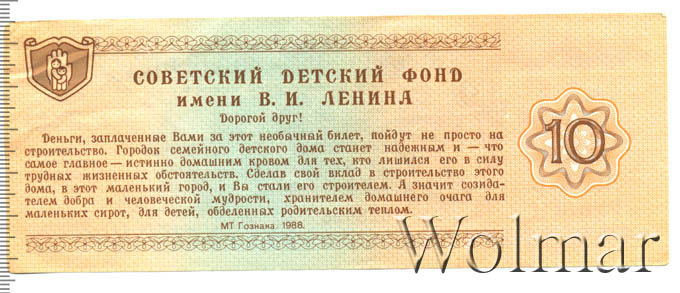 СОВЕТСКИЙ ДЕТСКИЙ ФОНД
имени В. И. ЛЕНИНА
Дорогой друг!
Деньги, заплаченные Вами за этот необычный билет, пойдут не просто на
строительство. Городок семейного детского дома станет надежным и — что
самое главное — истинно домашним кровом для тех, кто лишился его в силу
трудных жизненных обстоятельств. Сделав свой вклад в строительство этого
дома, в этот маленький город, и Вы стали его строителем. А значит созида-
телем добра и человеческой мудрости, хранителем домашнего очага для
маленьких сирот, для детей, обделенных родительским теплом.
МТ Гознака. 1988.
10
Wolmar